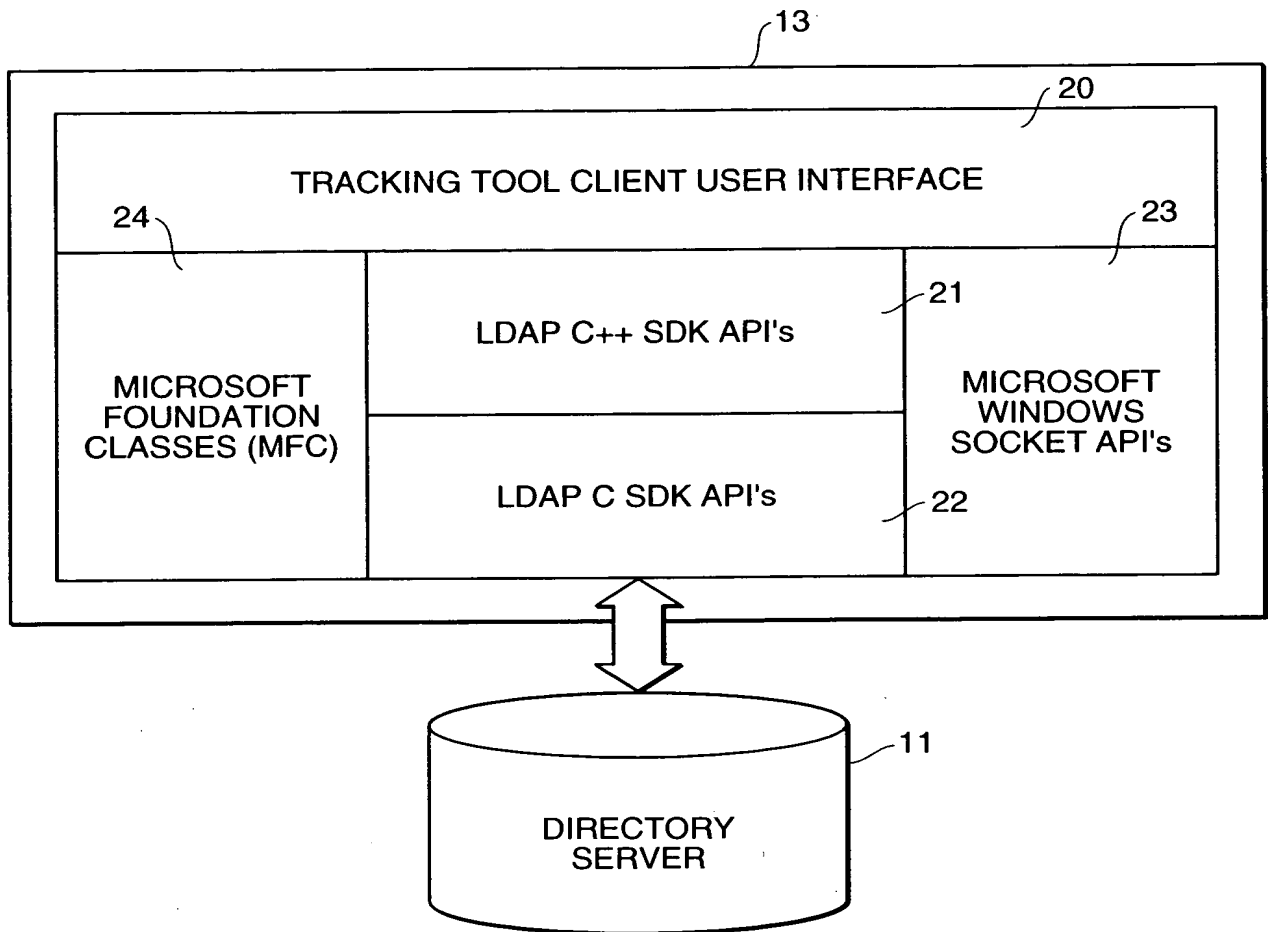 13
20
TRACKING TOOL CLIENT USER INTERFACE
24
23
21
LDAP C++ SDK API's
MICROSOFT
FOUNDATION
CLASSES (MFC)
MICROSOFT
WINDOWS
SOCKET API's
LDAP C SDK API's
22
11
DIRECTORY
SERVER